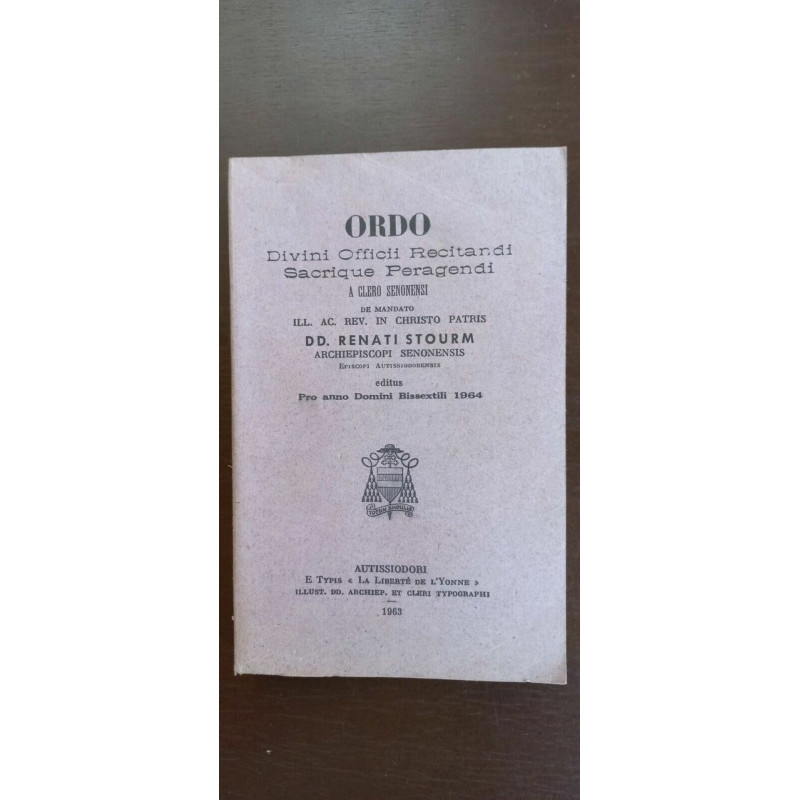 ORDO
Divini Officii Recitandi
Sacrique Peragendi
A CLERO SENONENSI
DE MANDATO
ILL. AC. REV. IN CHRISTO PATRIS
DD. RENATI STOURM
ARCHIEPISCOPI SENONENSIS
EPISCOPI AUTISSIODORENSIS
editus
Pro anno Domini Bissextili 1964
AUTISSIODORI
E TYPIS « LA LIBERTÉ DE L'YONNE »
ILLUST. DD. ARCHIEP. ET CLERI TYPOGRAPHI
1963